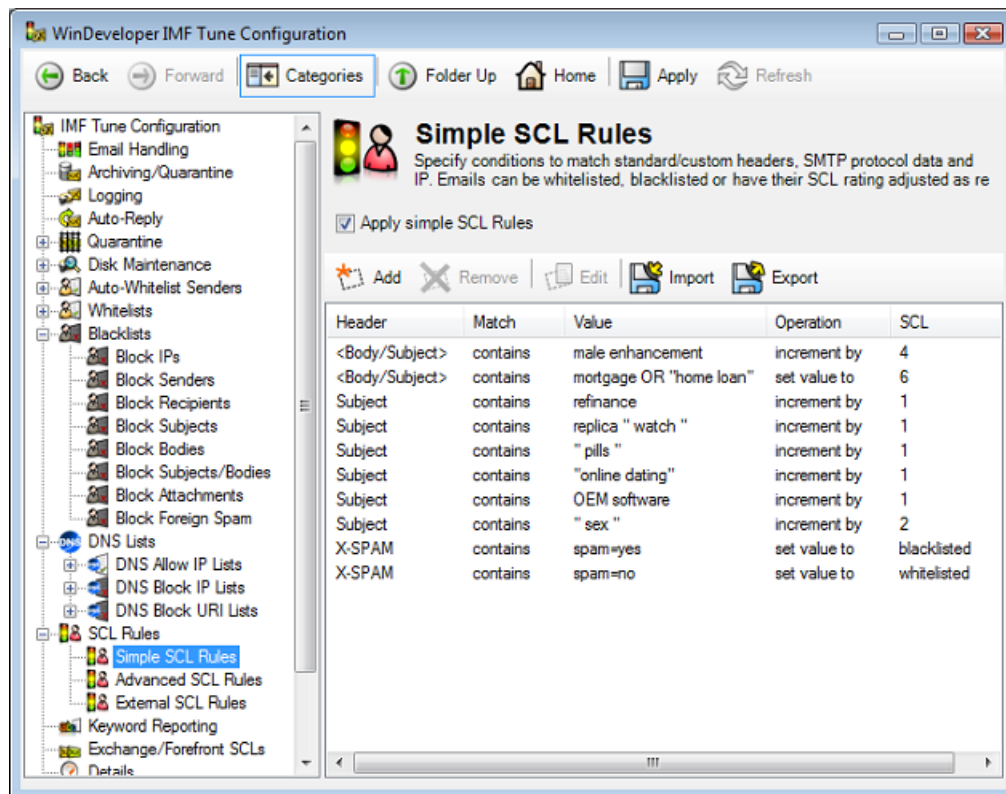 WinDeveloper IMF Tune Configuration
Back Forward Categories Folder Up Home Apply Refresh
IMF Tune Configuration
Email Handling
Archiving/Quarantine
Logging
Auto-Reply
Quarantine
Disk Maintenance
Auto-Whitelist Senders
Whitelists
Blacklists
Block IPs
Block Senders
Block Recipients
Block Subjects
Block Bodies
Block Subjects/Bodies
Block Attachments
Block Foreign Spam
DNS Lists
DNS Allow IP Lists
DNS Block IP Lists
DNS Block URI Lists
SCL Rules
Simple SCL Rules
Advanced SCL Rules
External SCL Rules
Keyword Reporting
Exchange/Forefront SCLs
Details
Simple SCL Rules
Specify conditions to match standard/custom headers, SMTP protocol data and
IP. Emails can be whitelisted, blacklisted or have their SCL rating adjusted as re
Apply simple SCL Rules
Add Remove Edit Import Export
Header Match Value Operation SCL
<Body/Subject> contains male enhancement increment by 4
<Body/Subject> contains mortgage OR "home loan" set value to 6
Subject contains refinance increment by 1
Subject contains replica " watch " increment by 1
Subject contains " pills " increment by 1
Subject contains "online dating" increment by 1
Subject contains OEM software increment by 1
Subject contains " sex " increment by 2
X-SPAM contains spam=yes set value to blacklisted
X-SPAM contains spam=no set value to whitelisted